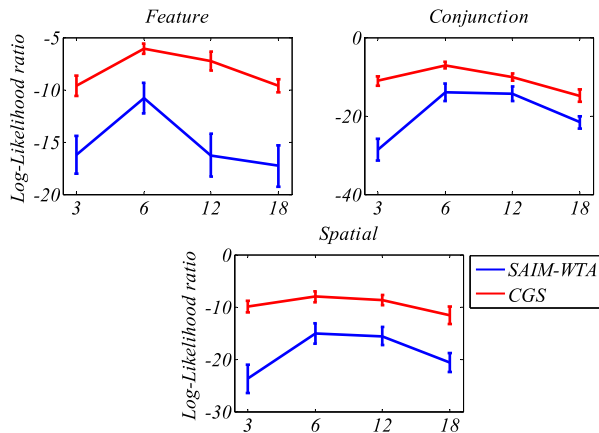 Feature
Log-Likelihood ratio
-5
-10
-15
-20
3 6 12 18
Conjunction
0
-20
-40
3 6 12 18
Spatial
Log-Likelihood ratio
0
-10
-20
-30
3 6 12 18
SAIM-WTA
CGS